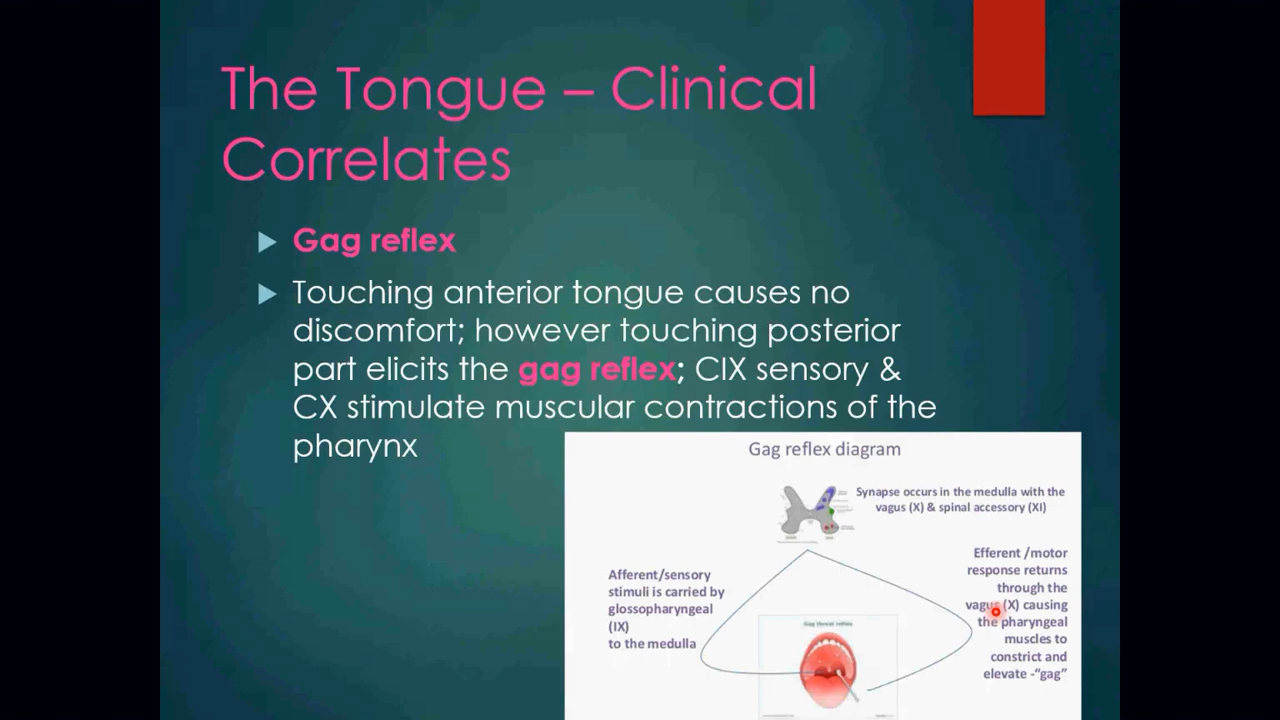 The Tongue – Clinical
Correlates
Gag reflex
Touching anterior tongue causes no
discomfort; however touching posterior
part elicits the gag reflex; CIX sensory &
CX stimulate muscular contractions of the
pharynx
Gag reflex diagram
Synapse occurs in the medulla with the
vagus (X) & spinal accessory (XI)
Afferent/sensory
stimuli is carried by
glossopharyngeal
(IX)
to the medulla
Efferent /motor
response returns
through the
vagus (X) causing
the pharyngeal
muscles to
constrict and
elevate -“gag”
Gag throat reflex